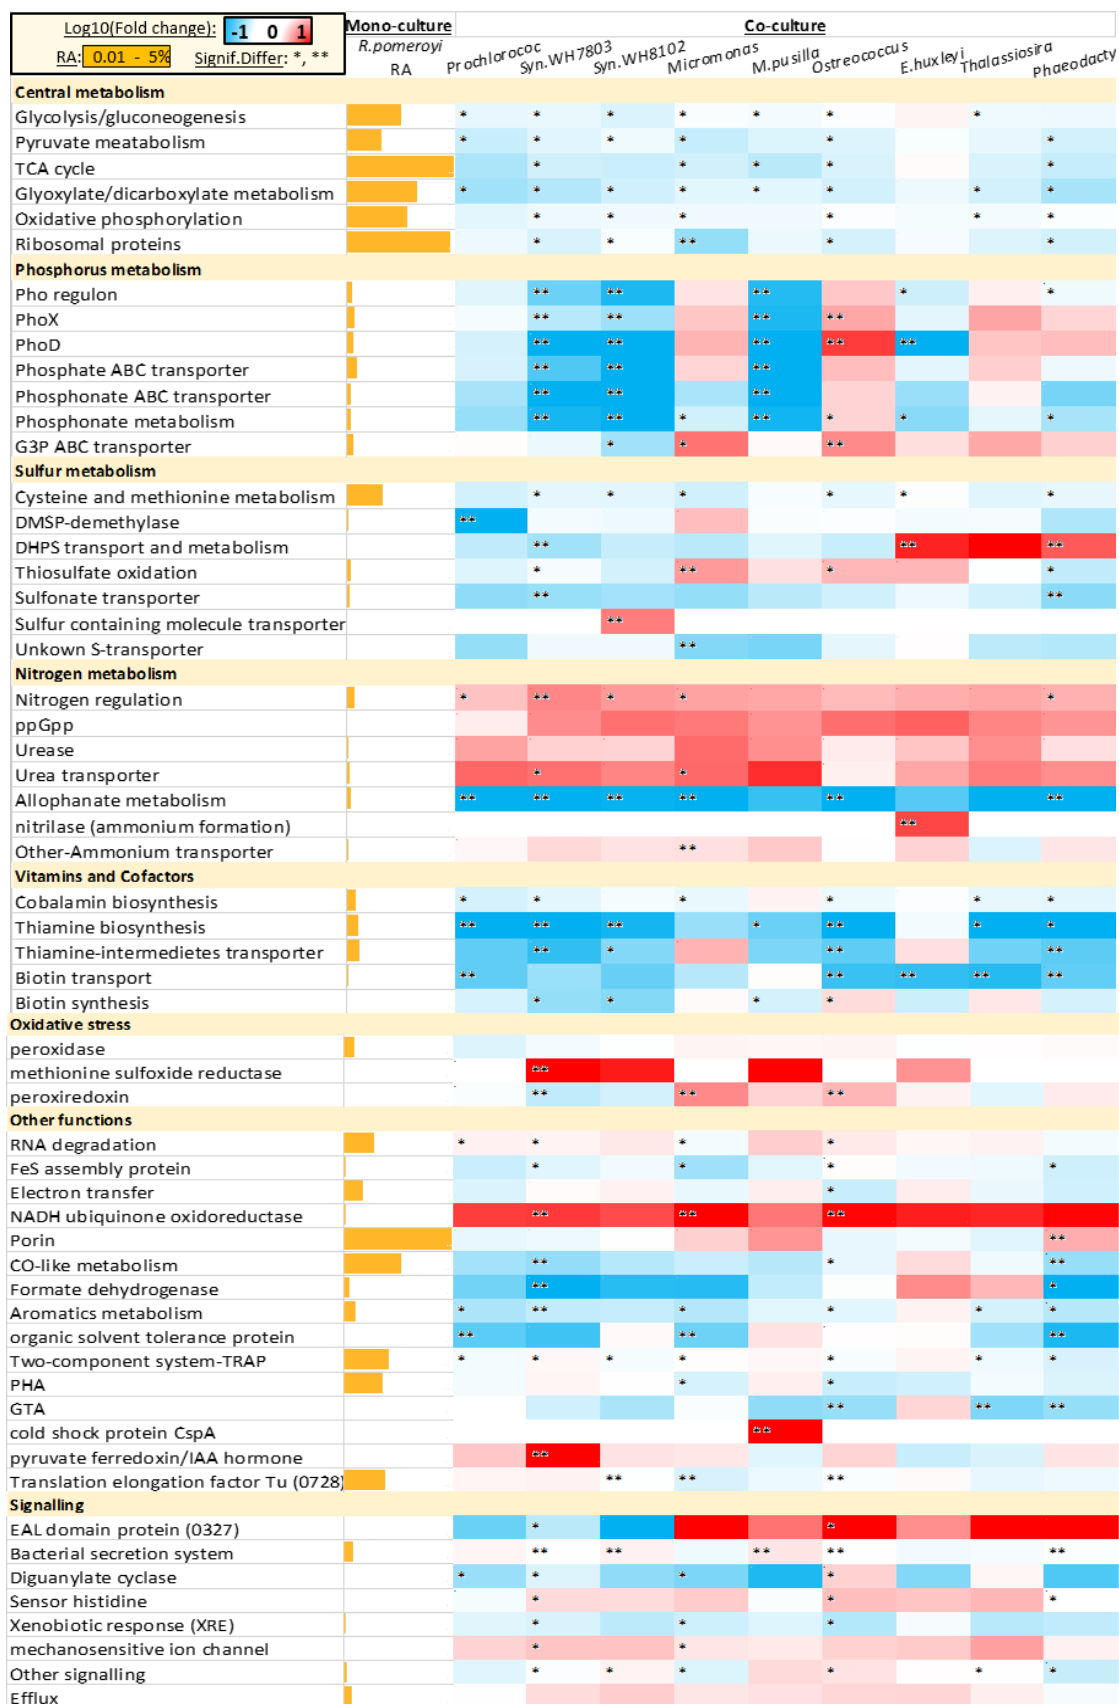 Log10(Fold change): -1 0 1
RA: 0.01 - 5% Signif.Differ: *, **
Mono-culture Co-culture
R.pomeroyi
RA
Prochlorococ Syn.WH7803 Syn.WH8102 Micromonas M.pusilla Ostreococcus E.huxleyi Thalassiosira Phaeodacty
Central metabolism
Glycolysis/gluconeogenesis * * * * * * *
Pyruvate meatabolism * * * * * *
TCA cycle * * * * *
Glyoxylate/dicarboxylate metabolism * * * * * * * *
Oxidative phosphorylation * * * * * *
Ribosomal proteins * * ** * *
Phosphorus metabolism
Pho regulon ** ** ** * *
PhoX ** ** ** **
PhoD ** ** ** ** **
Phosphate ABC transporter ** ** **
Phosphonate ABC transporter ** ** **
Phosphonate metabolism ** ** * ** * * *
G3P ABC transporter * * **
Sulfur metabolism
Cysteine and methionine metabolism * * * * * *
DMSP-demethylase **
DHPS transport and metabolism ** ** **
Thiosulfate oxidation * ** * *
Sulfonate transporter ** **
Sulfur containing molecule transporter **
Unkown S-transporter **
Nitrogen metabolism
Nitrogen regulation * ** * * *
ppGpp
Urease
Urea transporter * *
Allophanate metabolism ** ** ** ** ** **
nitrilase (ammonium formation) **
Other-Ammonium transporter **
Vitamins and Cofactors
Cobalamin biosynthesis * * * * * *
Thiamine biosynthesis ** ** ** * ** * *
Thiamine-intermedietes transporter ** * ** **
Biotin transport ** ** ** ** **
Biotin synthesis * * * *
Oxidative stress
peroxidase
methionine sulfoxide reductase **
peroxiredoxin ** ** **
Other functions
RNA degradation * * * *
FeS assembly protein * * * *
Electron transfer *
NADH ubiquinone oxidoreductase ** ** **
Porin **
CO-like metabolism ** * **
Formate dehydrogenase ** *
Aromatics metabolism * ** * * * *
organic solvent tolerance protein ** ** **
Two-component system-TRAP * * * * * * *
PHA * *
GTA ** ** **
cold shock protein CspA **
pyruvate ferredoxin/IAA hormone **
Translation elongation factor Tu (0728) ** ** **
Signalling
EAL domain protein (0327) * *
Bacterial secretion system ** ** ** ** **
Diguanylate cyclase * * * *
Sensor histidine * * *
Xenobiotic response (XRE) * * *
mechanosensitive ion channel * *
Other signalling * * * * * *
Efflux